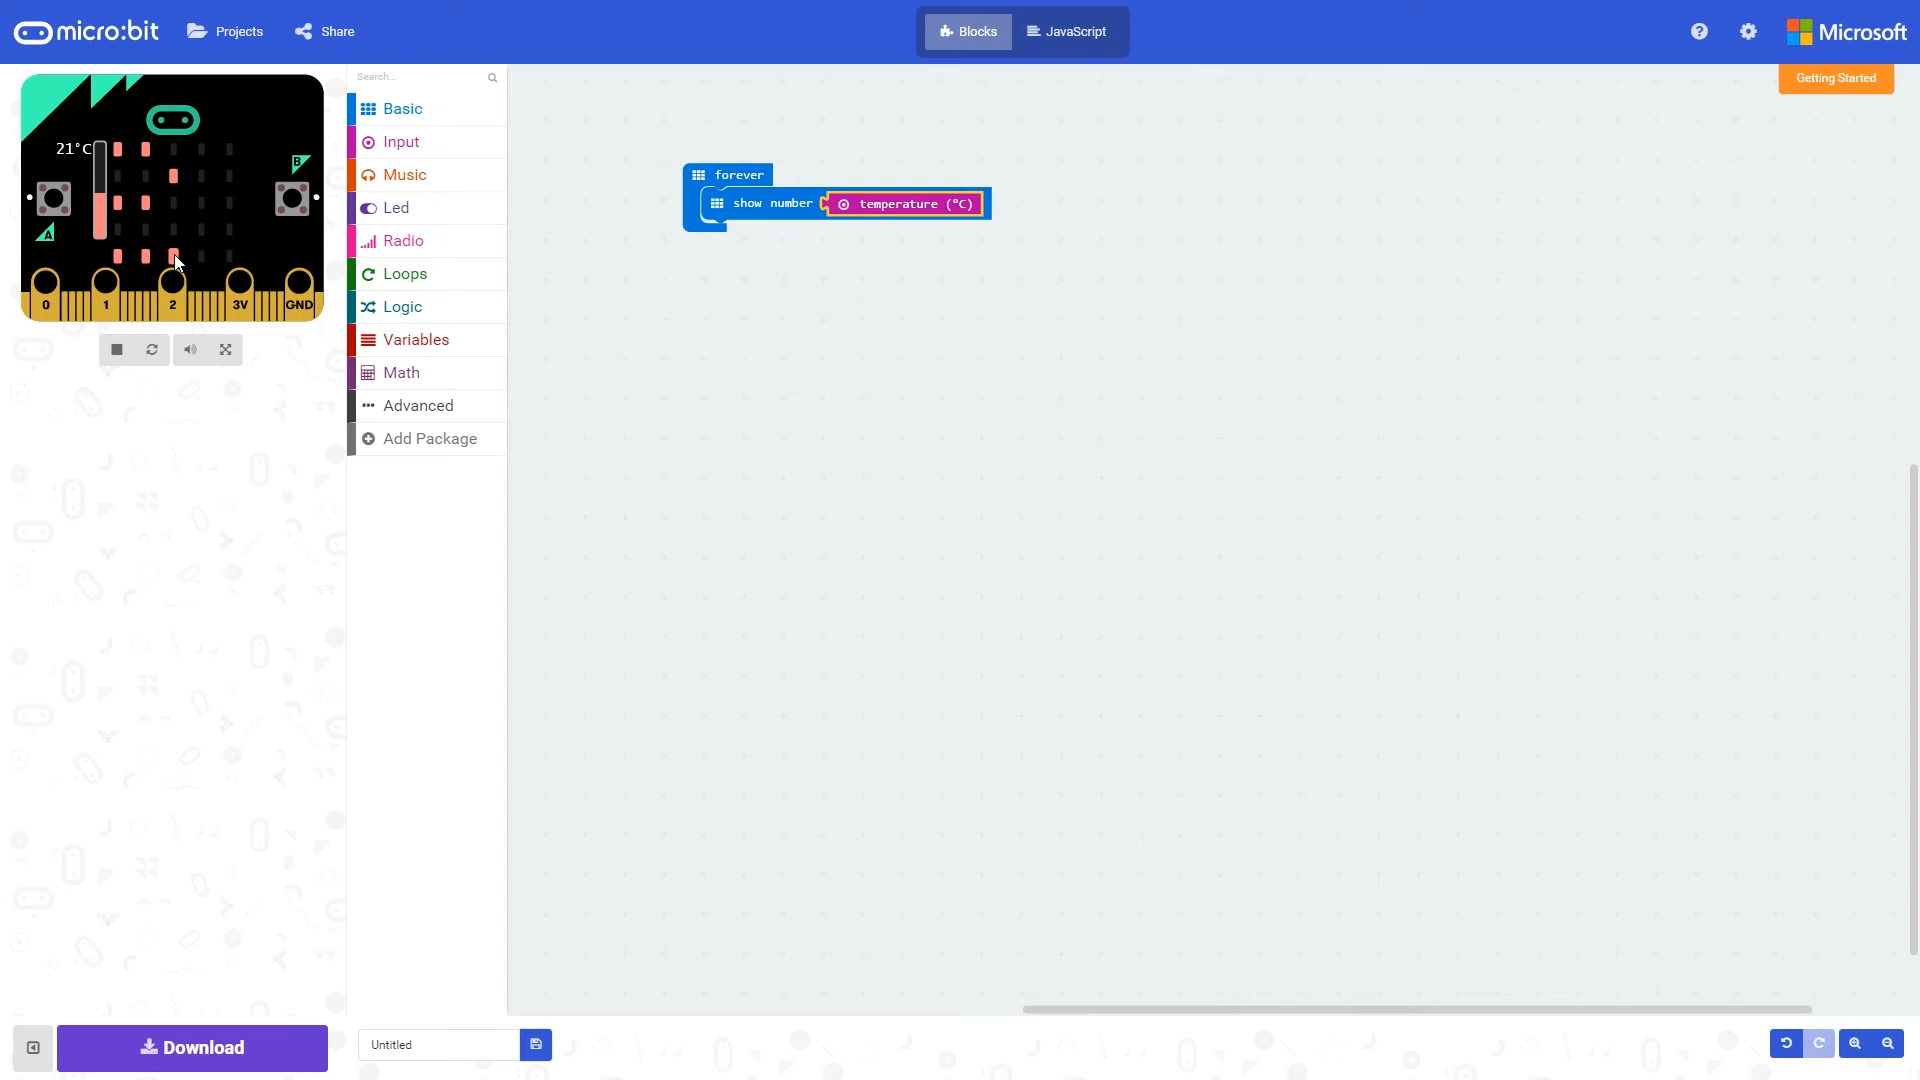 micro:bit
Projects
Share
Blocks
JavaScript
Microsoft
Getting Started
21°C
B
A
0
1
2
3V
GND
Search...
Basic
Input
Music
Led
Radio
Loops
Logic
Variables
Math
Advanced
Add Package
forever
show number temperature (°C)
Download
Untitled